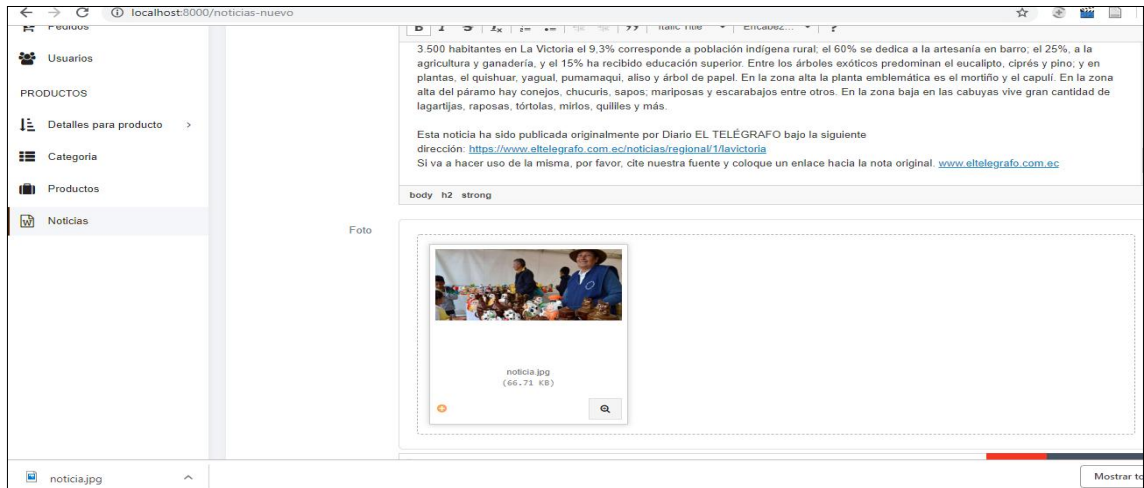 localhost:8000/noticias-nuevo
Pedidos
Usuarios
PRODUCTOS
Detalles para producto
Categoria
Productos
Noticias
3.500 habitantes en La Victoria el 9,3% corresponde a población indígena rural; el 60% se dedica a la artesanía en barro; el 25%, a la
agricultura y ganadería, y el 15% ha recibido educación superior. Entre los árboles exóticos predominan el eucalipto, ciprés y pino; y en
plantas, el quishuar, yagual, pumamaqui, aliso y árbol de papel. En la zona alta la planta emblemática es el mortiño y el capulí. En la zona
alta del páramo hay conejos, chucuris, sapos; mariposas y escarabajos entre otros. En la zona baja en las cabuyas vive gran cantidad de
lagartijas, raposas, tórtolas, mirlos, quililes y más.
Esta noticia ha sido publicada originalmente por Diario EL TELÉGRAFO bajo la siguiente
dirección: https://www.eltelegrafo.com.ec/noticias/regional/1/lavictoria
Si va a hacer uso de la misma, por favor, cite nuestra fuente y coloque un enlace hacia la nota original. www.eltelegrafo.com.ec
body h2 strong
Foto
noticia.jpg
(66.71 KB)
noticia.jpg
Mostrar to